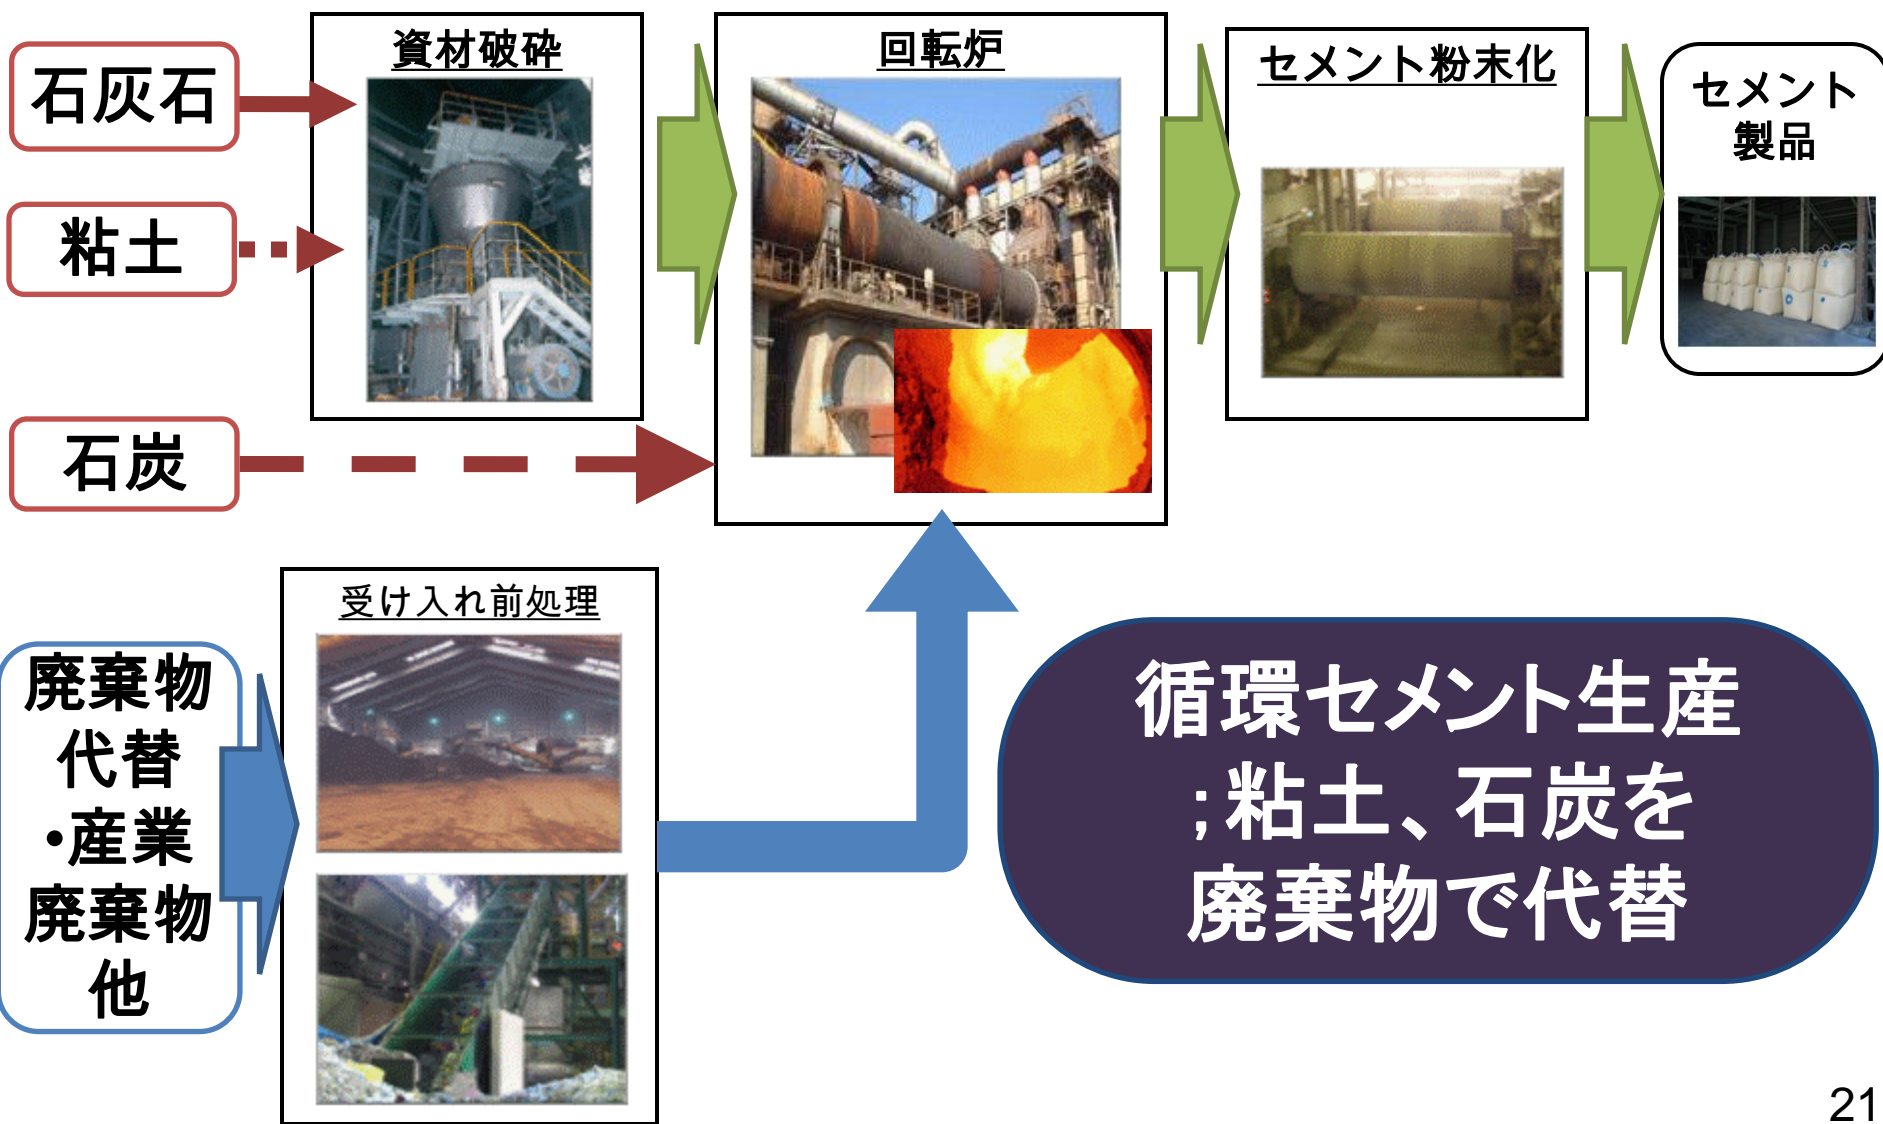 石灰石
粘土
石炭
資材破砕
回転炉
セメント粉末化
セメント
製品
受け入れ前処理
廃棄物
代替
・産業
廃棄物
他
循環セメント生産
;粘土、石炭を
廃棄物で代替
21